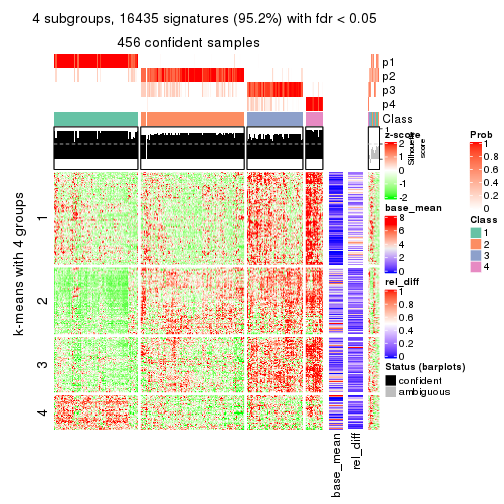 4 subgroups, 16435 signatures (95.2%) with fdr < 0.05
456 confident samples
p1
p2
p3
p4
Class
1
Silhouette
score
k-means with 4 groups
1
2
3
4
base_mean
rel_diff
z-score
2
1
0
-1
-2
base_mean
8
6
4
2
0
rel_diff
1
0.8
0.6
0.4
0.2
0
Status (barplots)
confident
ambiguous
Prob
1
0.8
0.6
0.4
0.2
0
Class
1
2
3
4